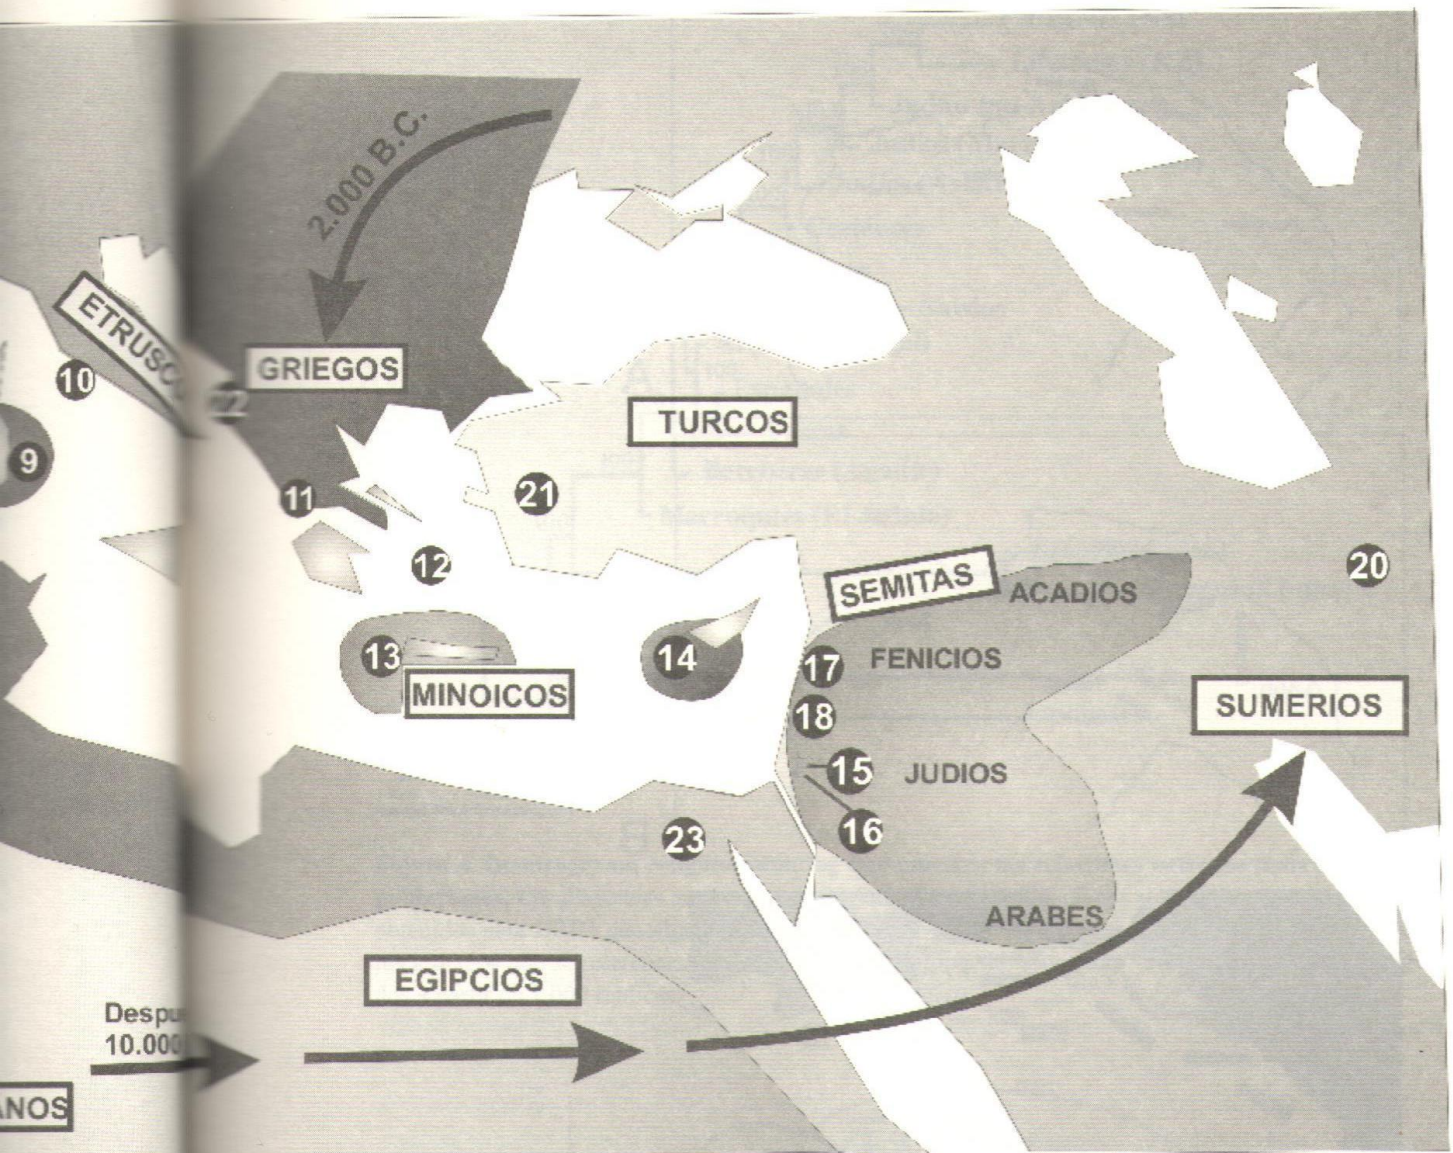 2.000 B.C.
ETRUSC
10
GRIEGOS
TURCOS
9
11
21
12
20
SEMITAS
ACADIOS
13
14
17
FENICIOS
MINOICOS
18
SUMERIOS
15
JUDIOS
16
23
ARABES
EGIPCIOS
Despu
10.000
ANOS